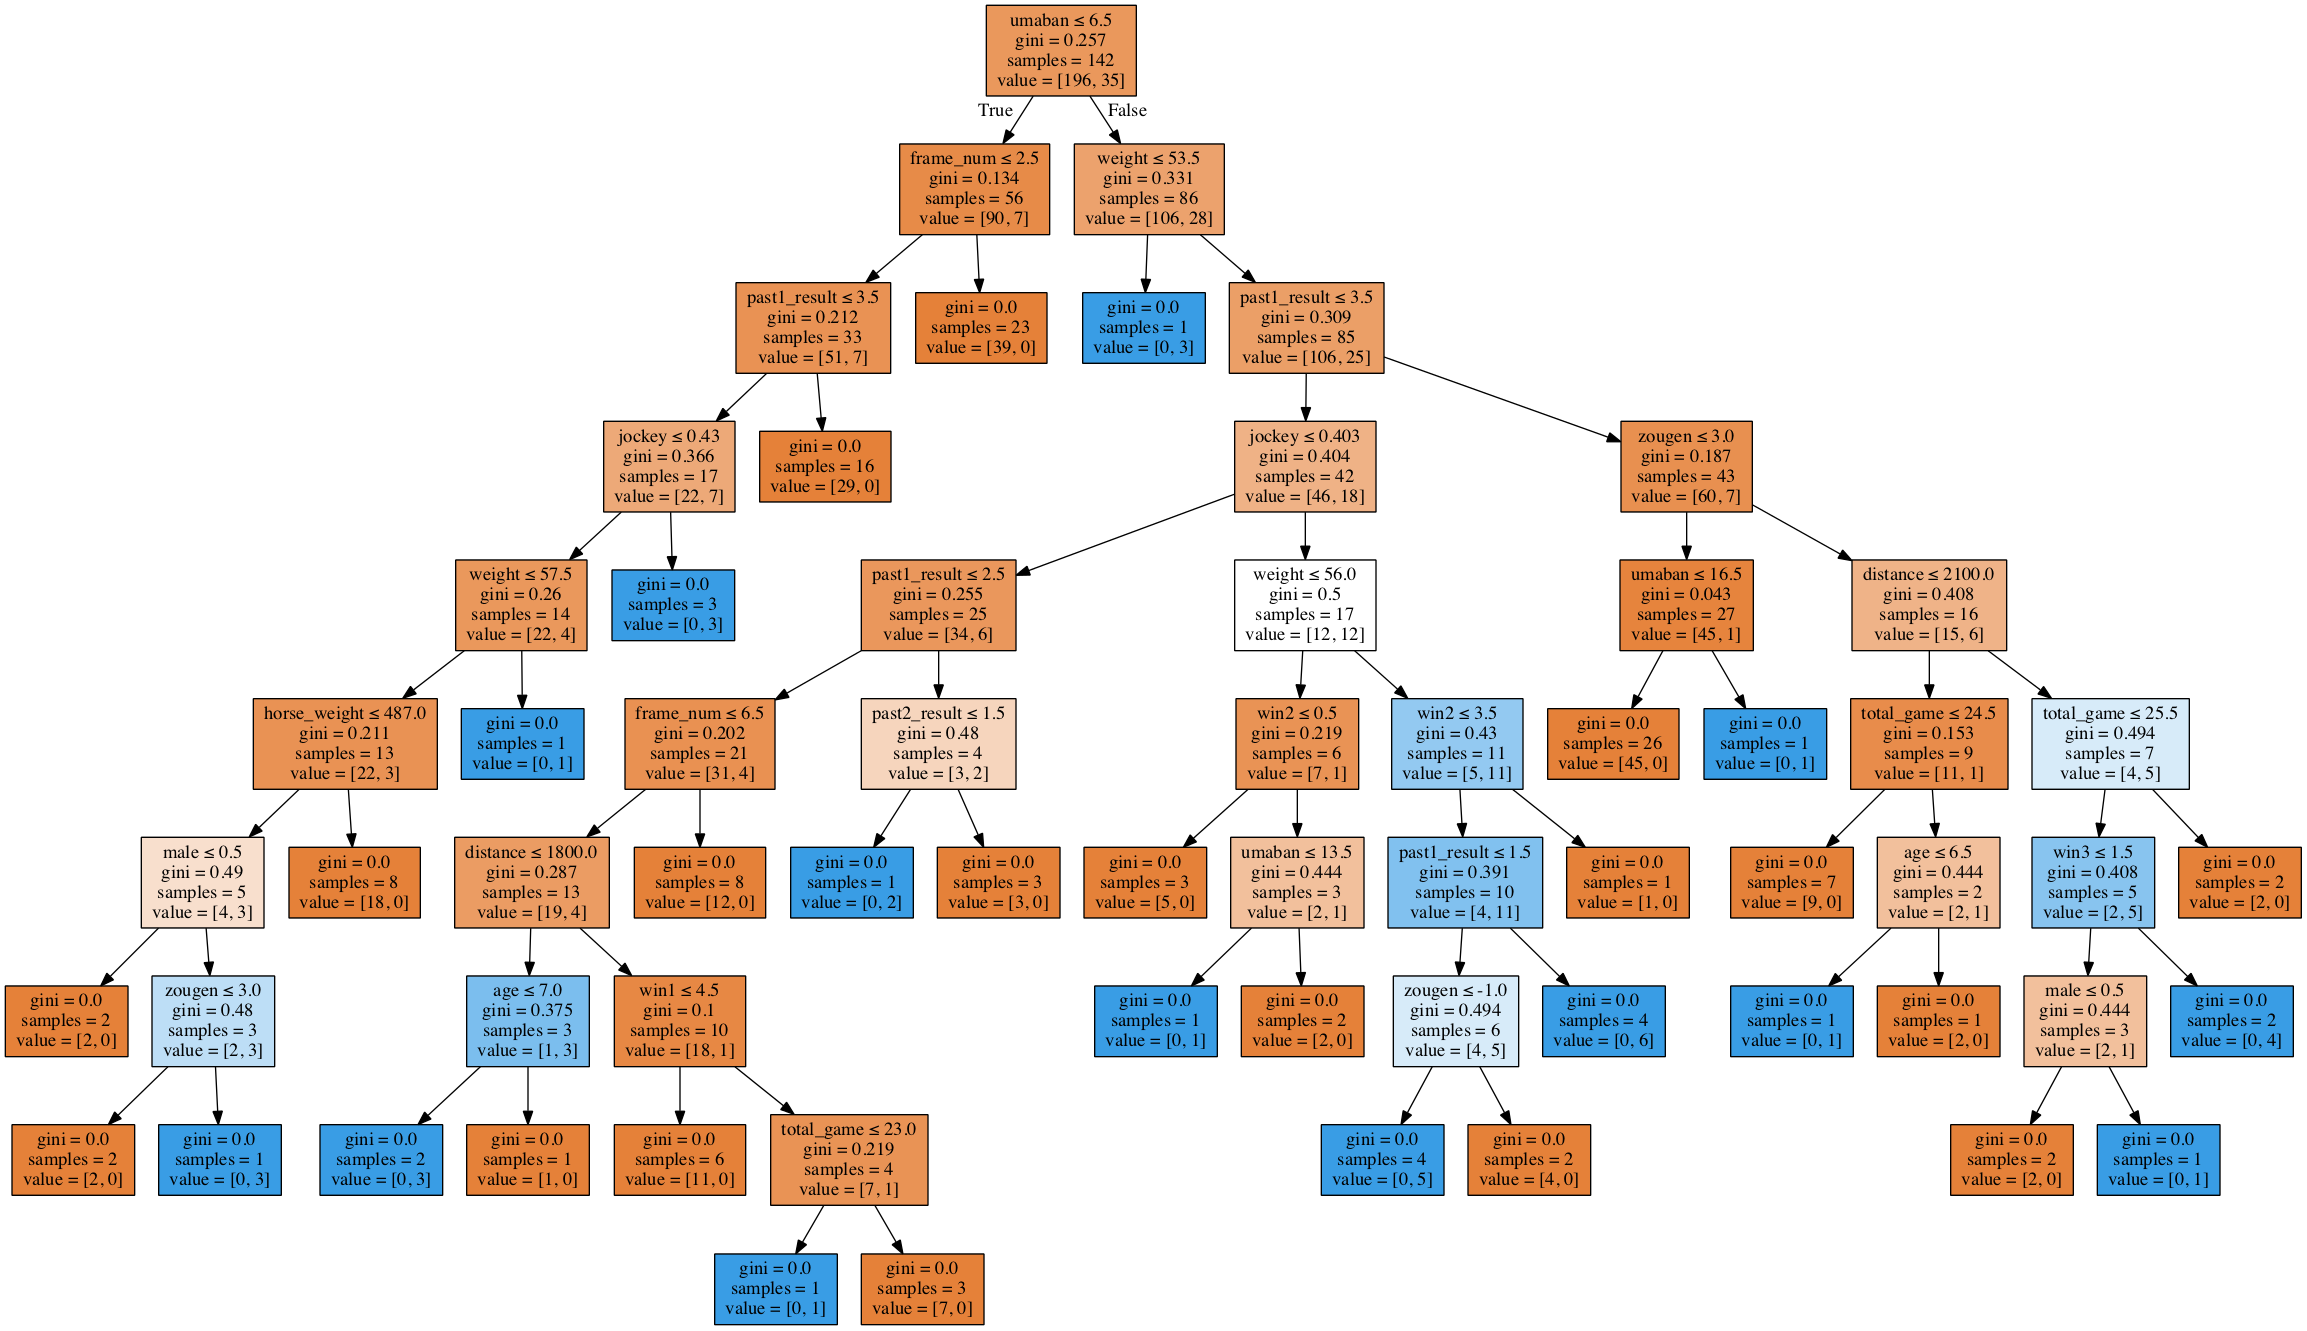 umaban ≤ 6.5
gini = 0.257
samples = 142
value = [196, 35]
True
False
frame_num ≤ 2.5
gini = 0.134
samples = 56
value = [90, 7]
weight ≤ 53.5
gini = 0.331
samples = 86
value = [106, 28]
past1_result ≤ 3.5
gini = 0.212
samples = 33
value = [51, 7]
gini = 0.0
samples = 23
value = [39, 0]
gini = 0.0
samples = 1
value = [0, 3]
past1_result ≤ 3.5
gini = 0.309
samples = 85
value = [106, 25]
jockey ≤ 0.43
gini = 0.366
samples = 17
value = [22, 7]
gini = 0.0
samples = 16
value = [29, 0]
jockey ≤ 0.403
gini = 0.404
samples = 42
value = [46, 18]
zougen ≤ 3.0
gini = 0.187
samples = 43
value = [60, 7]
weight ≤ 57.5
gini = 0.26
samples = 14
value = [22, 4]
gini = 0.0
samples = 3
value = [0, 3]
past1_result ≤ 2.5
gini = 0.255
samples = 25
value = [34, 6]
weight ≤ 56.0
gini = 0.5
samples = 17
value = [12, 12]
umaban ≤ 16.5
gini = 0.043
samples = 27
value = [45, 1]
distance ≤ 2100.0
gini = 0.408
samples = 16
value = [15, 6]
horse_weight ≤ 487.0
gini = 0.211
samples = 13
value = [22, 3]
gini = 0.0
samples = 1
value = [0, 1]
frame_num ≤ 6.5
gini = 0.202
samples = 21
value = [31, 4]
past2_result ≤ 1.5
gini = 0.48
samples = 4
value = [3, 2]
win2 ≤ 0.5
gini = 0.219
samples = 6
value = [7, 1]
win2 ≤ 3.5
gini = 0.43
samples = 11
value = [5, 11]
gini = 0.0
samples = 26
value = [45, 0]
gini = 0.0
samples = 1
value = [0, 1]
total_game ≤ 24.5
gini = 0.153
samples = 9
value = [11, 1]
total_game ≤ 25.5
gini = 0.494
samples = 7
value = [4, 5]
male ≤ 0.5
gini = 0.49
samples = 5
value = [4, 3]
gini = 0.0
samples = 8
value = [18, 0]
distance ≤ 1800.0
gini = 0.287
samples = 13
value = [19, 4]
gini = 0.0
samples = 8
value = [12, 0]
gini = 0.0
samples = 1
value = [0, 2]
gini = 0.0
samples = 3
value = [3, 0]
gini = 0.0
samples = 3
value = [5, 0]
umaban ≤ 13.5
gini = 0.444
samples = 3
value = [2, 1]
past1_result ≤ 1.5
gini = 0.391
samples = 10
value = [4, 11]
gini = 0.0
samples = 1
value = [1, 0]
gini = 0.0
samples = 7
value = [9, 0]
age ≤ 6.5
gini = 0.444
samples = 2
value = [2, 1]
win3 ≤ 1.5
gini = 0.408
samples = 5
value = [2, 5]
gini = 0.0
samples = 2
value = [2, 0]
gini = 0.0
samples = 2
value = [2, 0]
zougen ≤ 3.0
gini = 0.48
samples = 3
value = [2, 3]
age ≤ 7.0
gini = 0.375
samples = 3
value = [1, 3]
win1 ≤ 4.5
gini = 0.1
samples = 10
value = [18, 1]
gini = 0.0
samples = 1
value = [0, 1]
gini = 0.0
samples = 2
value = [2, 0]
zougen ≤ -1.0
gini = 0.494
samples = 6
value = [4, 5]
gini = 0.0
samples = 4
value = [0, 6]
gini = 0.0
samples = 1
value = [0, 1]
gini = 0.0
samples = 1
value = [2, 0]
male ≤ 0.5
gini = 0.444
samples = 3
value = [2, 1]
gini = 0.0
samples = 2
value = [0, 4]
gini = 0.0
samples = 2
value = [2, 0]
gini = 0.0
samples = 1
value = [0, 3]
gini = 0.0
samples = 2
value = [0, 3]
gini = 0.0
samples = 1
value = [1, 0]
gini = 0.0
samples = 6
value = [11, 0]
total_game ≤ 23.0
gini = 0.219
samples = 4
value = [7, 1]
gini = 0.0
samples = 4
value = [0, 5]
gini = 0.0
samples = 2
value = [4, 0]
gini = 0.0
samples = 2
value = [2, 0]
gini = 0.0
samples = 1
value = [0, 1]
gini = 0.0
samples = 1
value = [0, 1]
gini = 0.0
samples = 3
value = [7, 0]